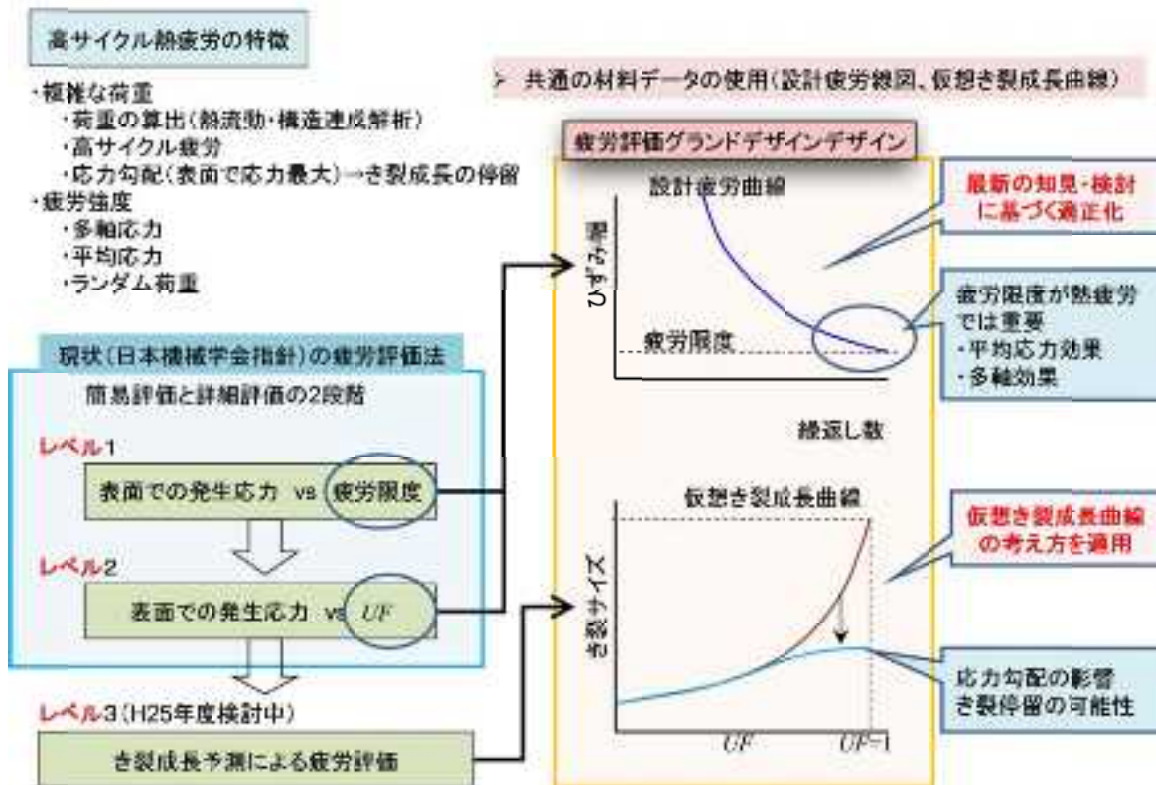 高サイクル熱疲労の特徴
・複雑な荷重
・荷重の算出(熱流動・構造連成解析)
・高サイクル疲労
・応力勾配(表面で応力最大)→き裂成長の停留
・疲労強度
・多軸応力
・平均応力
・ランダム荷重
現状(日本機械学会指針)の疲労評価法
簡易評価と詳細評価の2段階
レベル1
表面での発生応力 vs 疲労限度
レベル2
表面での発生応力 vs UF
レベル3(H25年度検討中)
き裂成長予測による疲労評価
➢ 共通の材料データの使用(設計疲労線図、仮想き裂成長曲線)
疲労評価グランドデザインデザイン
設計疲労曲線
ひずみ幅
疲労限度
繰返し数
最新の知見・検討
に基づく適正化
疲労限度が熱疲労
では重要
・平均応力効果
・多軸効果
仮想き裂成長曲線
き裂サイズ
UF
UF=1
仮想き裂成長曲線
の考え方を適用
応力勾配の影響
き裂停留の可能性